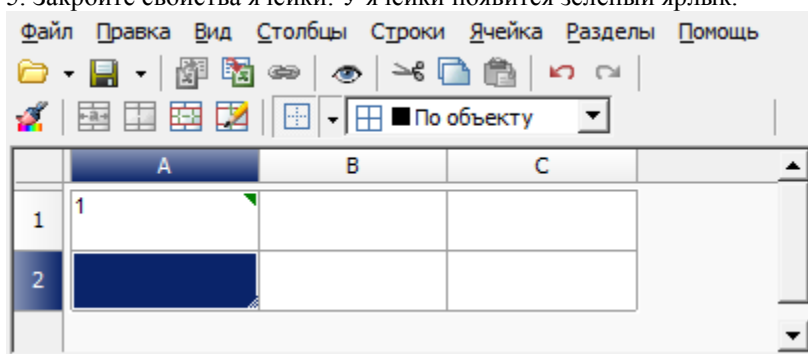 5. Закройте свойства ячейки. У ячейки появится зеленый ярлык.
Файл Правка Вид Столбцы Строки Ячейка Разделы Помощь
По объекту
A B C
1 1
2